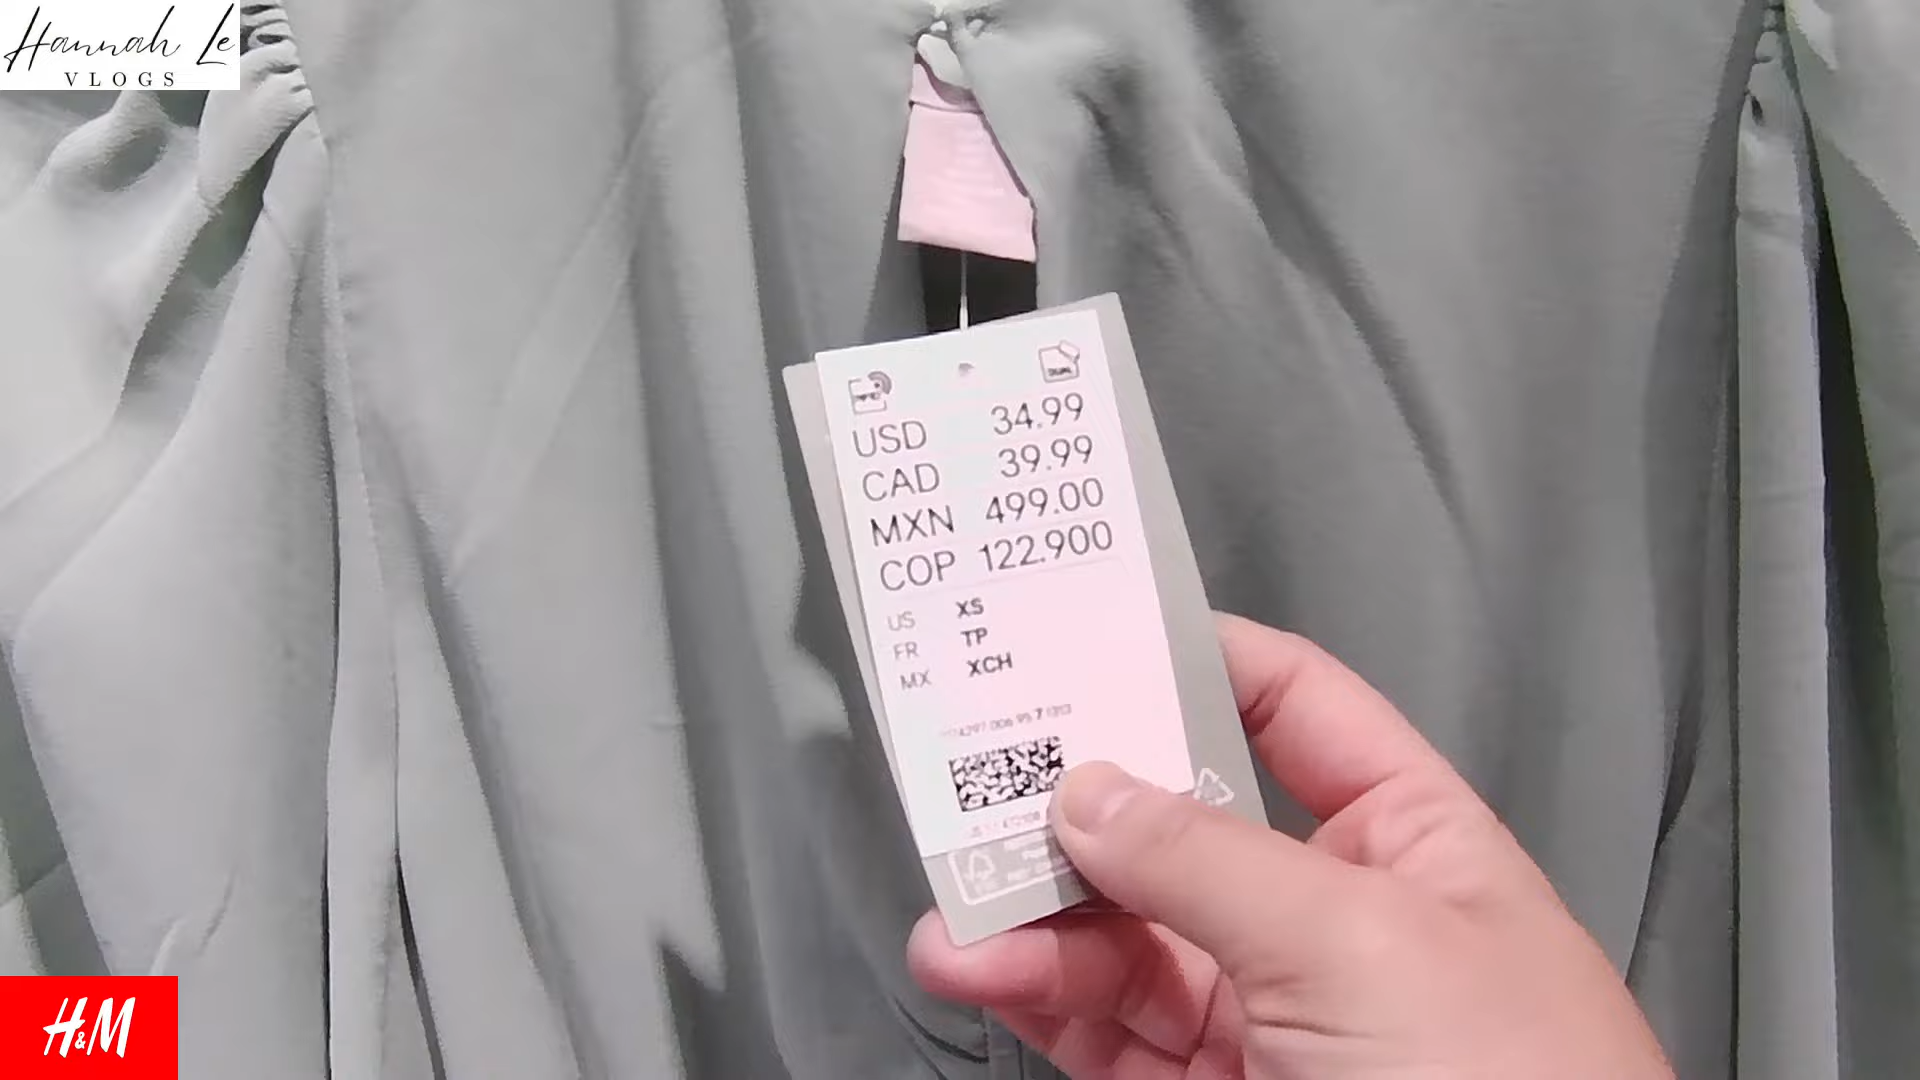 Hannah Le
VLOGS
USD 34.99
CAD 39.99
MXN 499.00
COP 122.900
US XS
FR TP
MX XCH
H&M